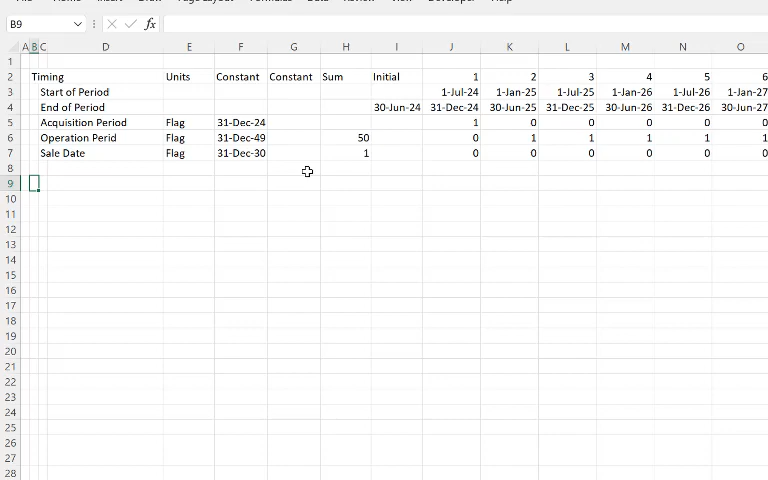 B9 fx
A B C D E F G H I J K L M N O
1
2 Timing Units Constant Constant Sum Initial 1 2 3 4 5 6
3 Start of Period 1-Jul-24 1-Jan-25 1-Jul-25 1-Jan-26 1-Jul-26 1-Jan-27
4 End of Period 30-Jun-24 31-Dec-24 30-Jun-25 31-Dec-25 30-Jun-26 31-Dec-26 30-Jun-27
5 Acquisition Period Flag 31-Dec-24 1 0 0 0 0 0
6 Operation Perid Flag 31-Dec-49 50 0 1 1 1 1 1
7 Sale Date Flag 31-Dec-30 1 0 0 0 0 0 0
8
9
10
11
12
13
14
15
16
17
18
19
20
21
22
23
24
25
26
27
28